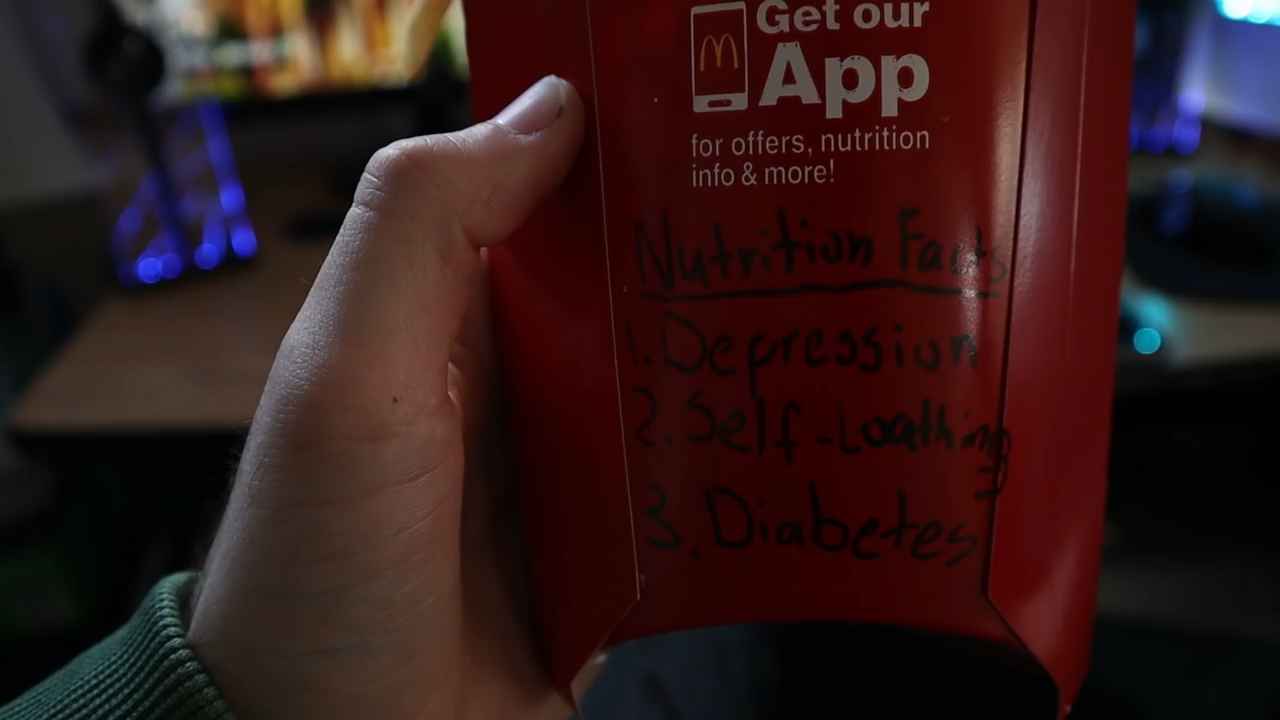 Get our
App
for offers, nutrition
info & more!
Nutrition Facts
1. Depression
2. Self-Loathing
3. Diabetes